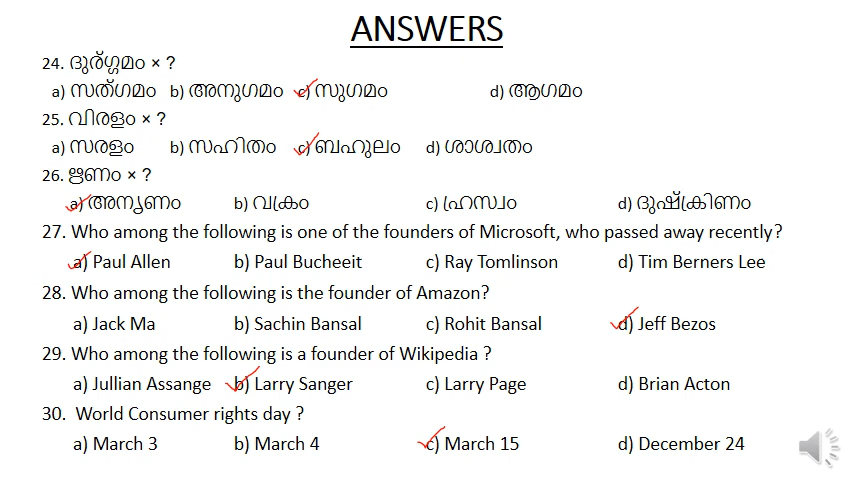 ANSWERS
24. ദുർഗ്ഗമം × ?
a) സത്ഗമം b) അനുഗമം c) സുഗമം d) ആഗമം
25. വിരളം × ?
a) സരളം b) സഹിതം c) ബഹുലം d) ശാശ്വതം
26. ഋണം × ?
a) അനൃണം b) വക്രം c) ഹ്രസ്വം d) ദുഷ്ക്രിണം
27. Who among the following is one of the founders of Microsoft, who passed away recently?
a) Paul Allen b) Paul Bucheeit c) Ray Tomlinson d) Tim Berners Lee
28. Who among the following is the founder of Amazon?
a) Jack Ma b) Sachin Bansal c) Rohit Bansal d) Jeff Bezos
29. Who among the following is a founder of Wikipedia ?
a) Jullian Assange b) Larry Sanger c) Larry Page d) Brian Acton
30. World Consumer rights day ?
a) March 3 b) March 4 c) March 15 d) December 24